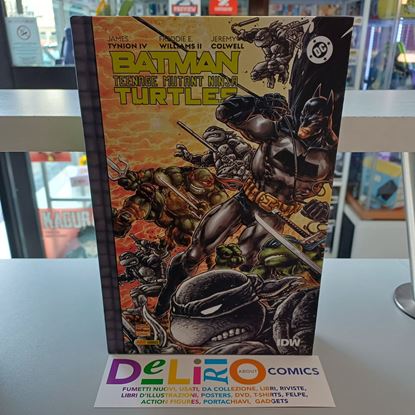 JAMES TYNION IV
FREDDIE E. WILLIAMS II
JEREMY COLWELL
DC
BATMAN
TEENAGE MUTANT NINJA
TURTLES
IDW
DELIRIO ABOUT COMICS
FUMETTI NUOVI, USATI, DA COLLEZIONE, LIBRI, RIVISTE,
LIBRI D'ILLUSTRAZIONI, POSTERS, DVD, T-SHIRTS, FELPE,
ACTION FIGURES, PORTACHIAVI, GADGETS